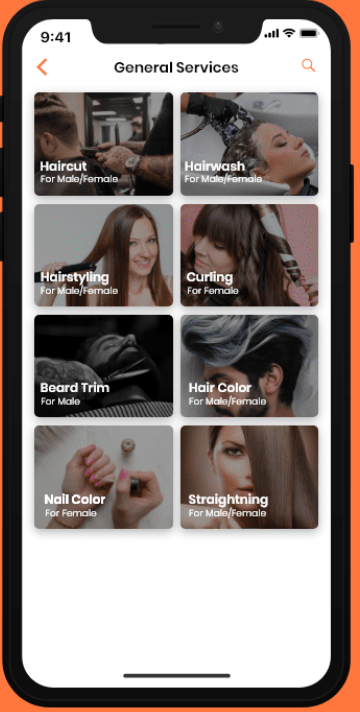 9:41
General Services
Haircut
For Male/Female
Hairwash
For Male/Female
Hairstyling
For Male/Female
Curling
For Female
Beard Trim
For Male
Hair Color
For Male/Female
Nail Color
For Female
Straightning
For Male/Female